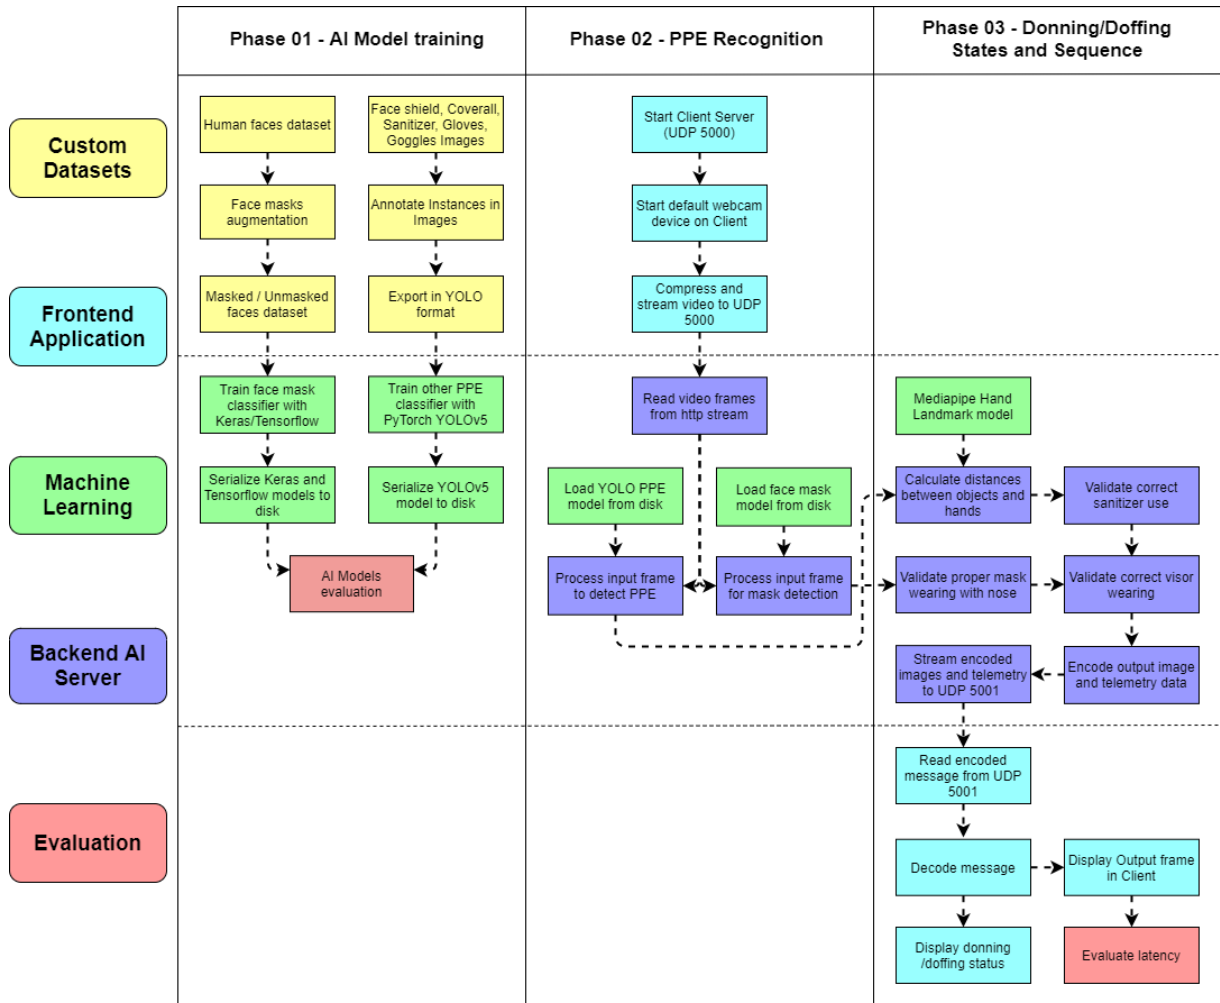 Phase 01 - AI Model training
Phase 02 - PPE Recognition
Phase 03 - Donning/Doffing
States and Sequence
Custom
Datasets
Frontend
Application
Machine
Learning
Backend AI
Server
Evaluation
Human faces dataset
Face masks
augmentation
Masked / Unmasked
faces dataset
Train face mask
classifier with
Keras/Tensorflow
Serialize Keras and
Tensorflow models to
disk
Face shield, Coverall,
Sanitizer, Gloves,
Goggles Images
Annotate Instances in
Images
Export in YOLO
format
Train other PPE
classifier with
PyTorch YOLOv5
Serialize YOLOv5
model to disk
AI Models
evaluation
Start Client Server
(UDP 5000)
Start default webcam
device on Client
Compress and
stream video to UDP
5000
Read video frames
from http stream
Load YOLO PPE
model from disk
Load face mask
model from disk
Process input frame
to detect PPE
Process input frame
for mask detection
Mediapipe Hand
Landmark model
Calculate distances
between objects and
hands
Validate correct
sanitizer use
Validate proper mask
wearing with nose
Validate correct visor
wearing
Stream encoded
images and telemetry
to UDP 5001
Encode output image
and telemetry data
Read encoded
message from UDP
5001
Decode message
Display Output frame
in Client
Display donning
/doffing status
Evaluate latency